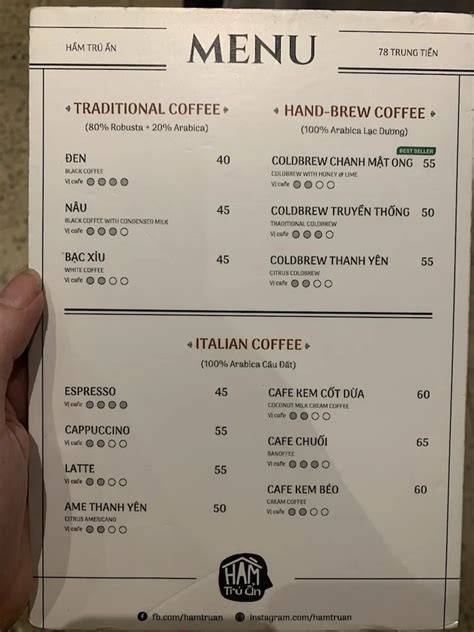 HẦM TRÚ ẨN
MENU
78 TRUNG TIỀN
TRADITIONAL COFFEE
(80% Robusta + 20% Arabica)
ĐEN 40
BLACK COFFEE
Vị cafe
NÂU 45
BLACK COFFEE WITH CONDENSED MILK
Vị cafe
BẠC XỈU 45
WHITE COFFEE
Vị cafe
HAND-BREW COFFEE
(100% Arabica Lạc Dương)
BEST SELLER
COLDBREW CHANH MẬT ONG 55
COLDBREW WITH HONEY & LIME
Vị cafe
COLDBREW TRUYỀN THỐNG 50
TRADITIONAL COLDBREW
Vị cafe
COLDBREW THANH YÊN 55
CITRUS COLDBREW
Vị cafe
ITALIAN COFFEE
(100% Arabica Cầu Đất)
ESPRESSO 45
Vị cafe
CAPPUCCINO 55
Vị cafe
LATTE 55
Vị cafe
AME THANH YÊN 50
CITRUS AMERICANO
Vị cafe
CAFE KEM CỐT DỪA 60
COCONUT MILK CREAM COFFEE
Vị cafe
CAFE CHUỐI 65
BANOFFEE
Vị cafe
CAFE KEM BÉO 60
CREAM COFFEE
Vị cafe
HẦM
TRÚ ẨN
fb.com/hamtruan instagram.com/hamtruan